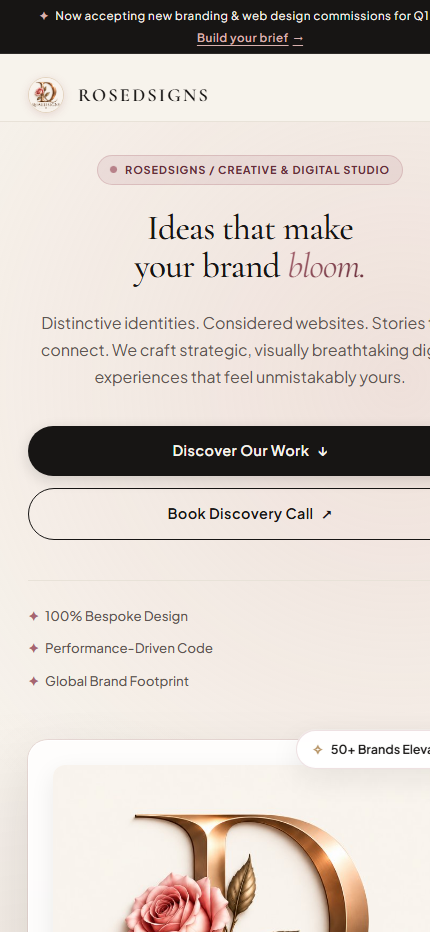 ✦ Now accepting new branding & web design commissions for Q1
Build your brief →
ROSEDSIGNS
ROSEDSIGNS / CREATIVE & DIGITAL STUDIO
Ideas that make
your brand bloom.
Distinctive identities. Considered websites. Stories
connect. We craft strategic, visually breathtaking
experiences that feel unmistakably yours.
Discover Our Work ↓
Book Discovery Call ↗
✦ 100% Bespoke Design
✦ Performance-Driven Code
✦ Global Brand Footprint
✧ 50+ Brands